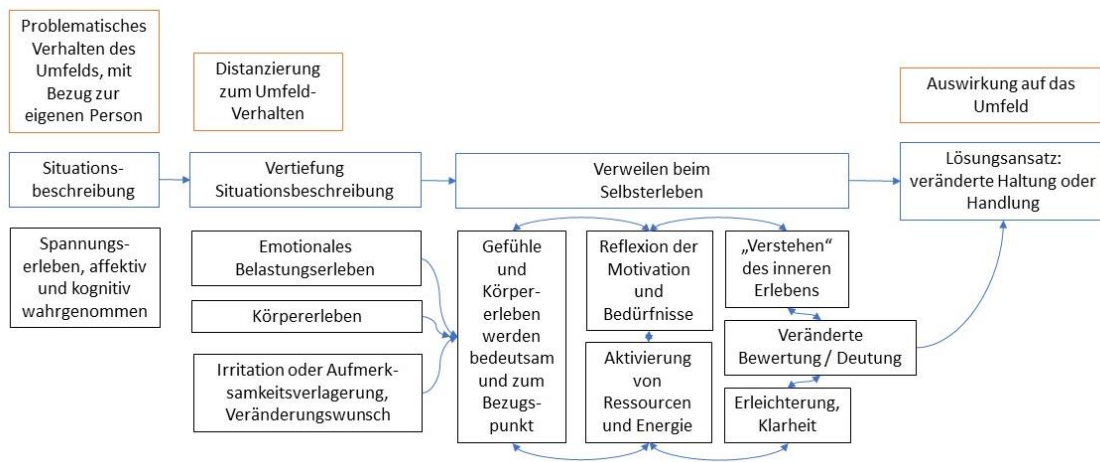 Problematisches
Verhalten des
Umfelds, mit
Bezug zur
eigenen Person
Distanzierung
zum Umfeld-
Verhalten
Auswirkung auf das
Umfeld
Situations-
beschreibung
Vertiefung
Situationsbeschreibung
Verweilen beim
Selbsterleben
Lösungsansatz:
veränderte Haltung oder
Handlung
Spannungs-
erleben, affektiv
und kognitiv
wahrgenommen
Emotionales
Belastungserleben
Körpererleben
Irritation oder Aufmerk-
samkeitsverlagerung,
Veränderungswunsch
Gefühle
und
Körper-
erleben
werden
bedeutsam
und zum
Bezugs-
punkt
Reflexion der
Motivation
und
Bedürfnisse
Aktivierung
von
Ressourcen
und Energie
„Verstehen“
des inneren
Erlebens
Veränderte
Bewertung / Deutung
Erleichterung,
Klarheit